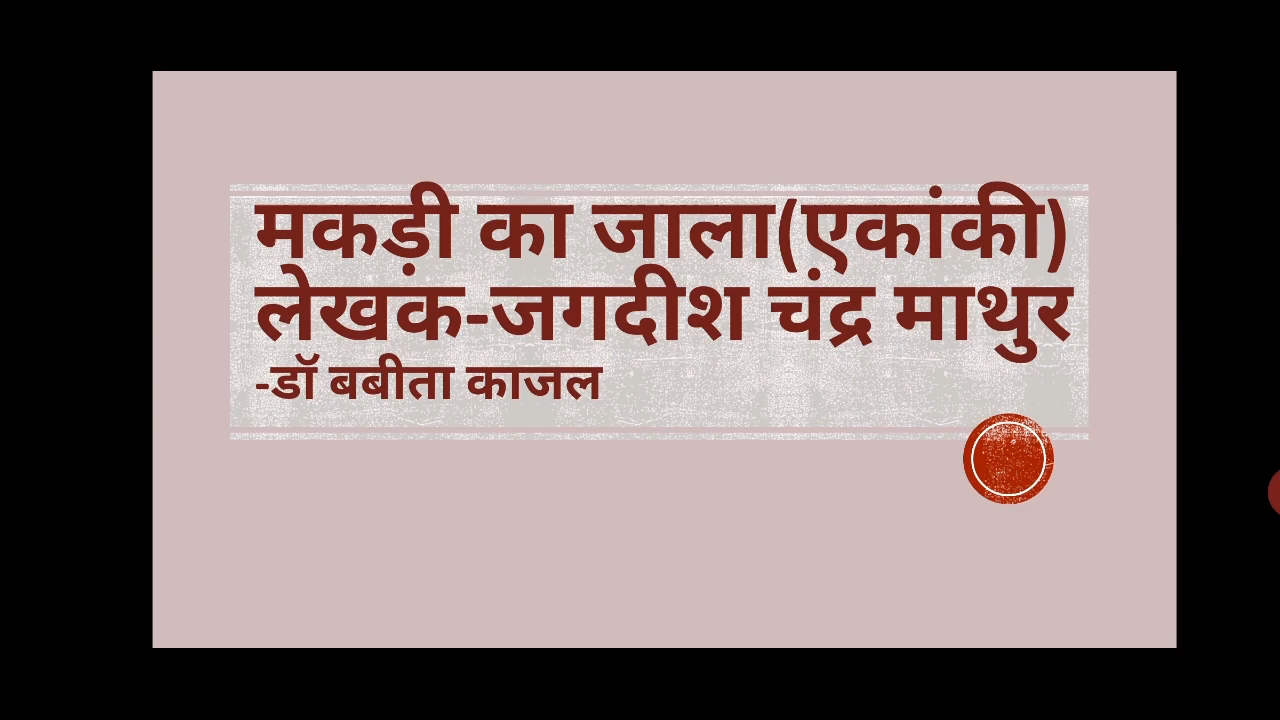 मकडी का जाला(एकांकी)
लेखक-जगदीश चंद्र माथुर
-डॉ बबीता काजल